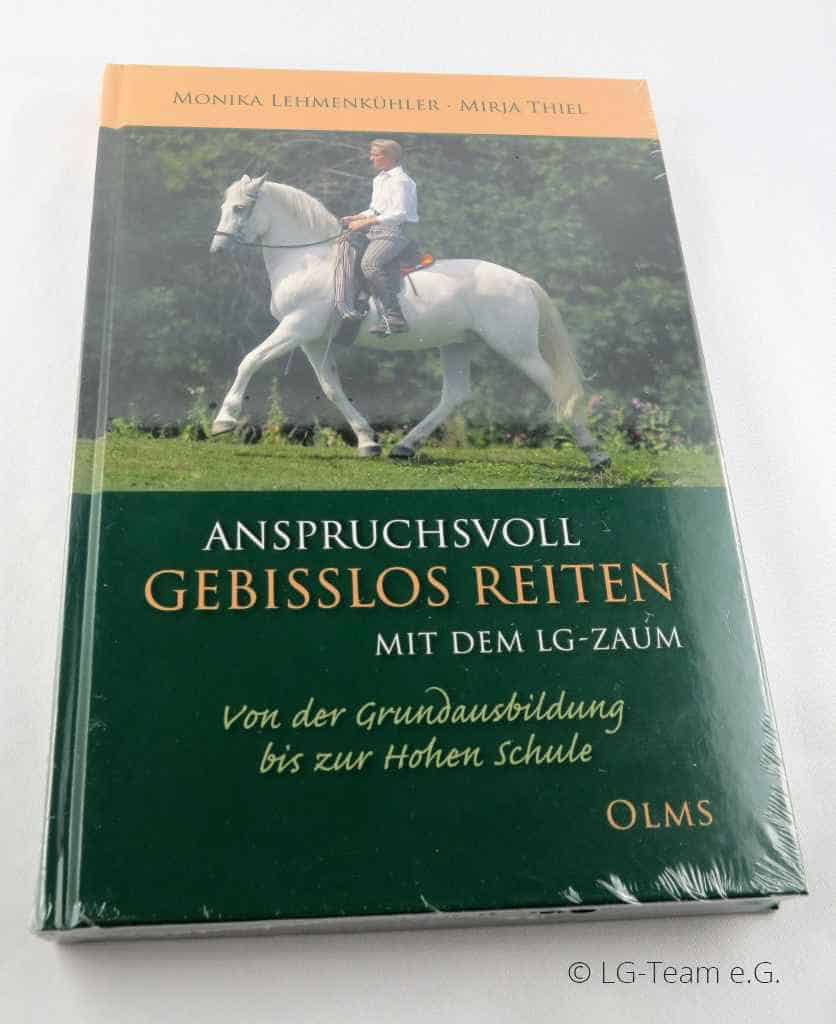 Monika Lehmenkühler · Mirja Thiel
ANSPRUCHSVOLL
GEBISSLOS REITEN
MIT DEM LG-ZAUM
Von der Grundausbildung
bis zur Hohen Schule
OLMS
© LG-Team e.G.